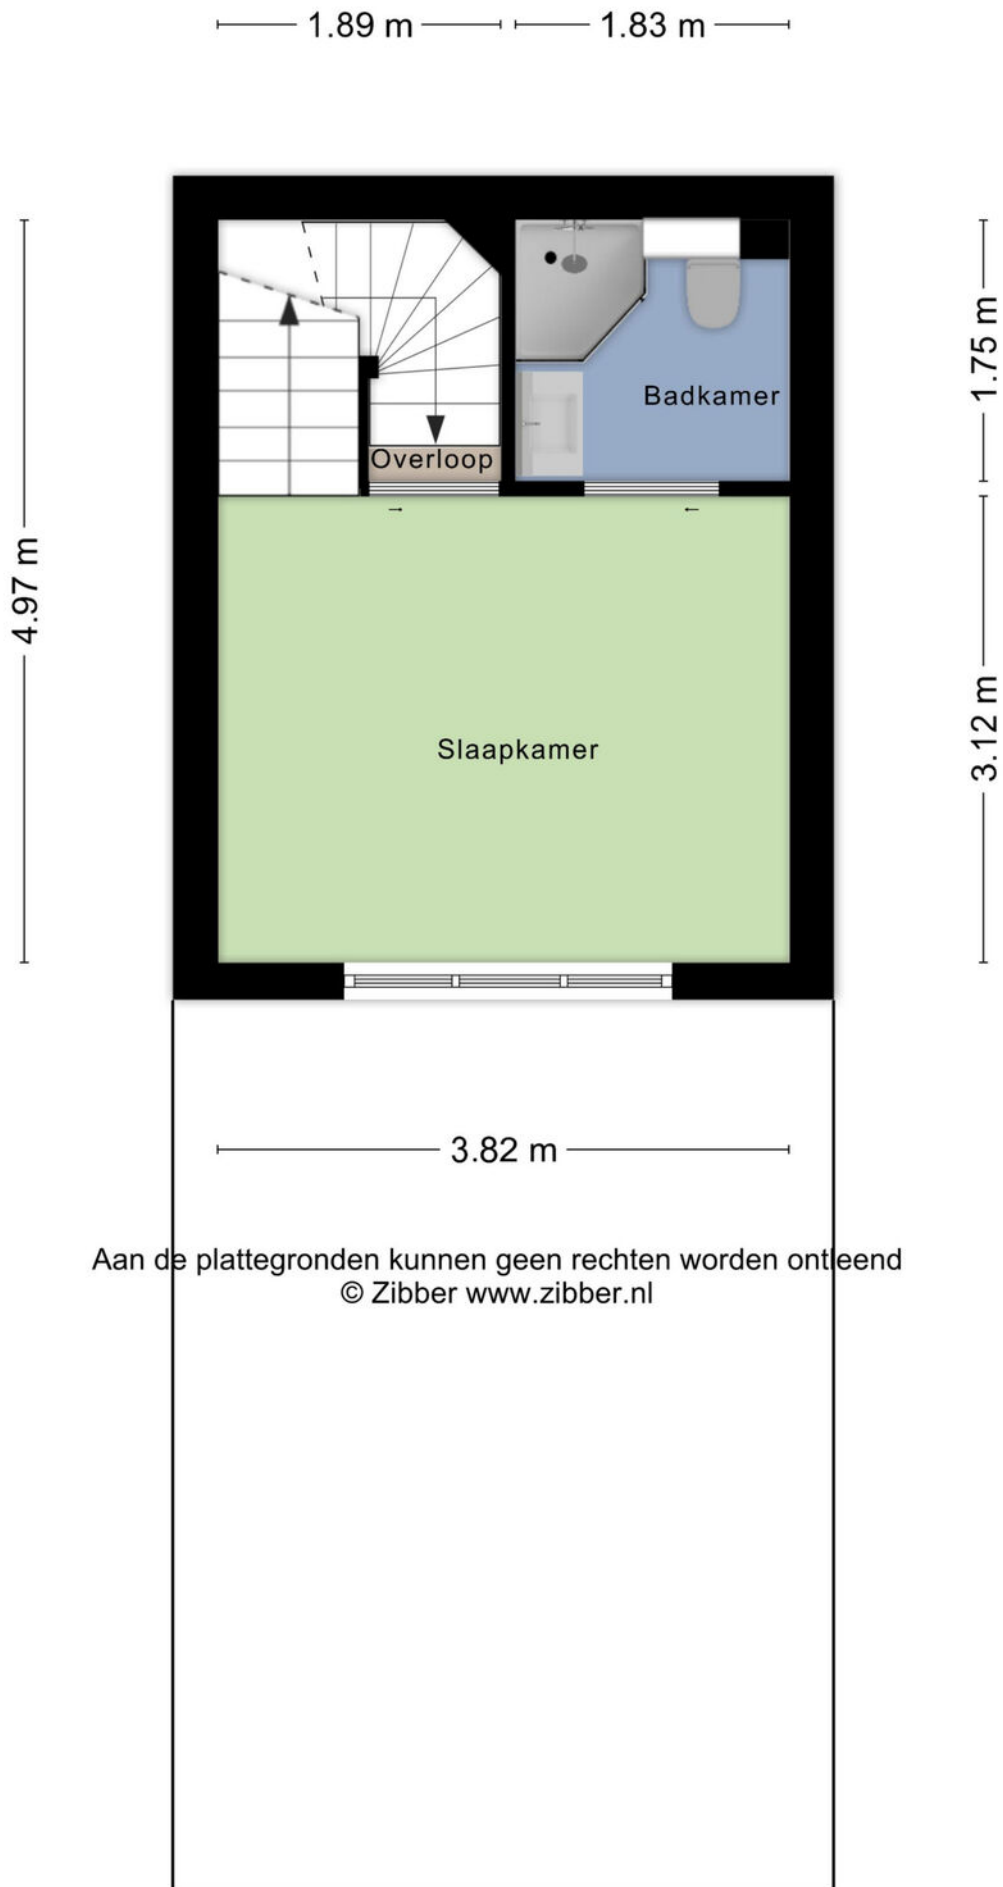 1.89 m
1.83 m
1.75 m
Badkamer
Overloop
4.97 m
3.12 m
Slaapkamer
3.82 m
Aan de plattegronden kunnen geen rechten worden ontleend
© Zibber www.zibber.nl